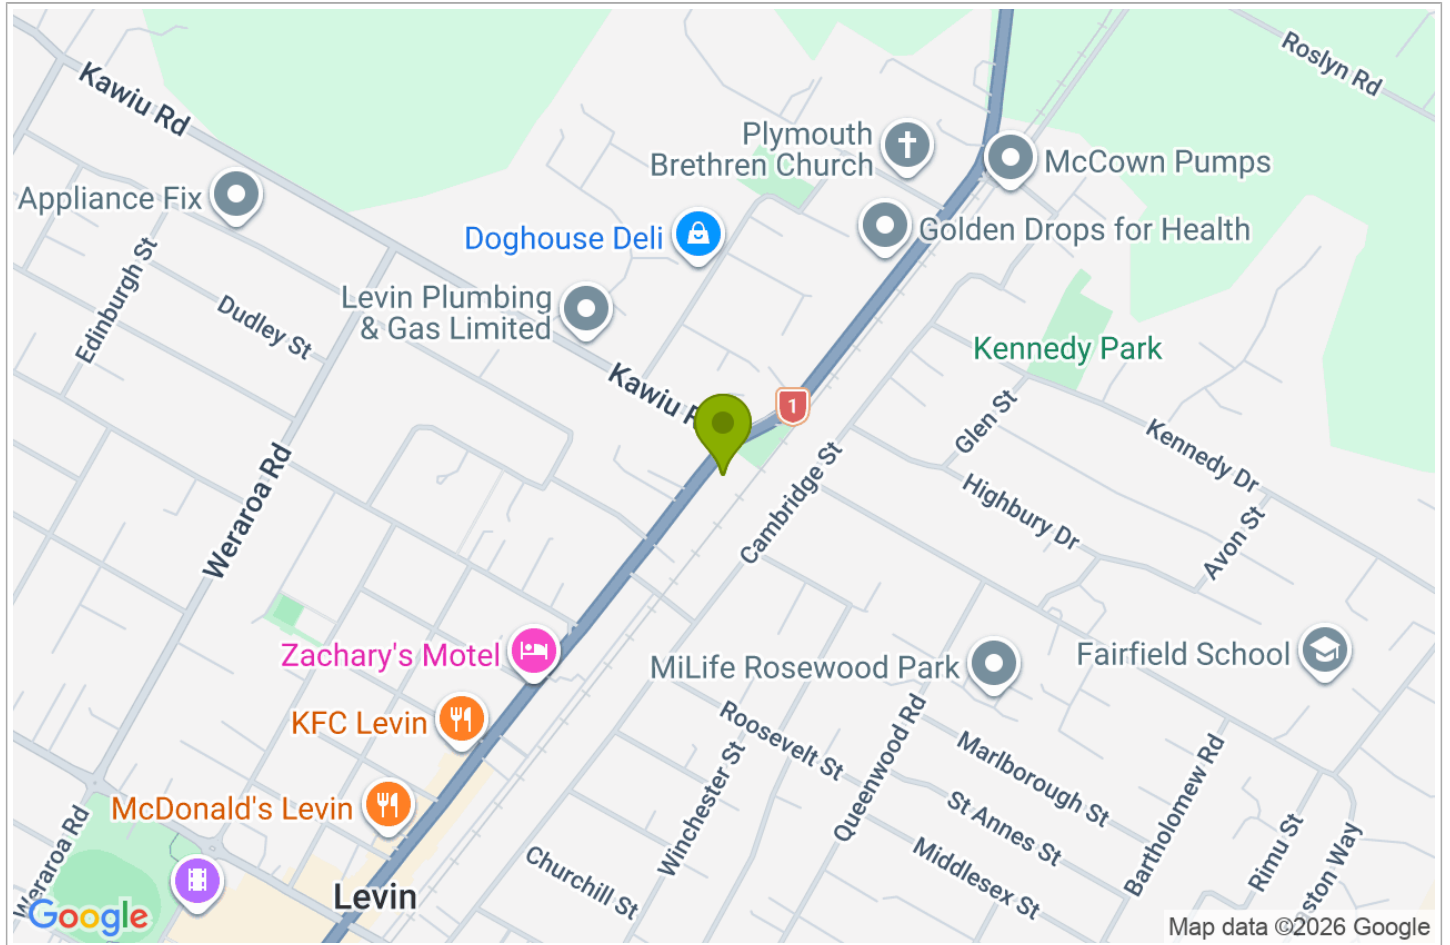 Roslyn Rd
Kawiu Rd
Plymouth
Brethren Church
McCown Pumps
Appliance Fix
Golden Drops for Health
Doghouse Deli
Edinburgh St
Levin Plumbing
& Gas Limited
Dudley St
Kennedy Park
Kawiu R
1
Glen St
Kennedy Dr
Weraroa Rd
Cambridge St
Highbury Dr
Avon St
Zachary's Motel
MiLife Rosewood Park
Fairfield School
KFC Levin
Roosevelt St
Queenwood Rd
Marlborough St
Bartholomew Rd
Winchester St
McDonald's Levin
St Annes St
Weraroa Rd
Churchill St
Middlesex St
Rimu St
aston Way
Levin
Google
Map data ©2026 Google